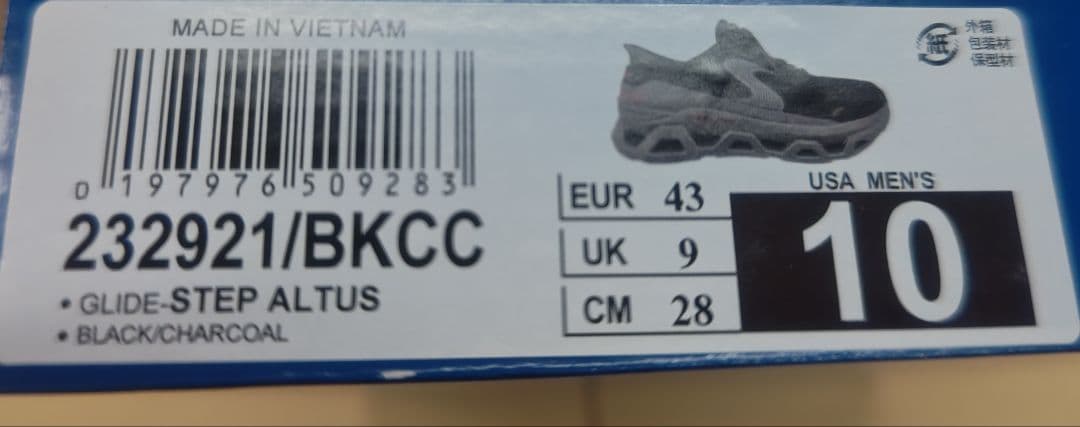 MADE IN VIETNAM
0 197976 509283
232921/BKCC
• GLIDE-STEP ALTUS
• BLACK/CHARCOAL
紙
外箱
包装材
保型材
EUR 43
UK 9
CM 28
USA MEN'S
10